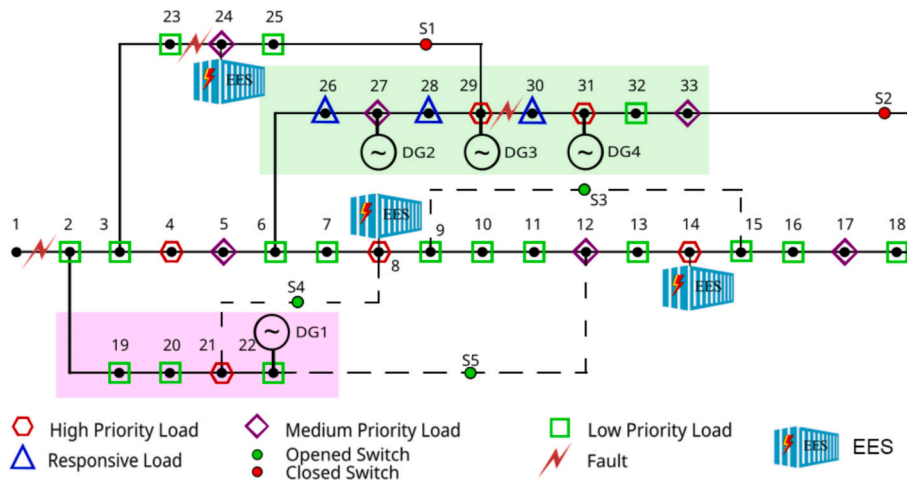 23 24 25 S1
EES
26 27 28 29 30 31 32 33 S2
DG2 DG3 DG4
S3
1 2 3 4 5 6 7 8 9 10 11 12 13 14 15 16 17 18
EES
S4
DG1
19 20 21 22
S5
High Priority Load
Medium Priority Load
Low Priority Load
Responsive Load
Opened Switch
Closed Switch
Fault
EES
EES